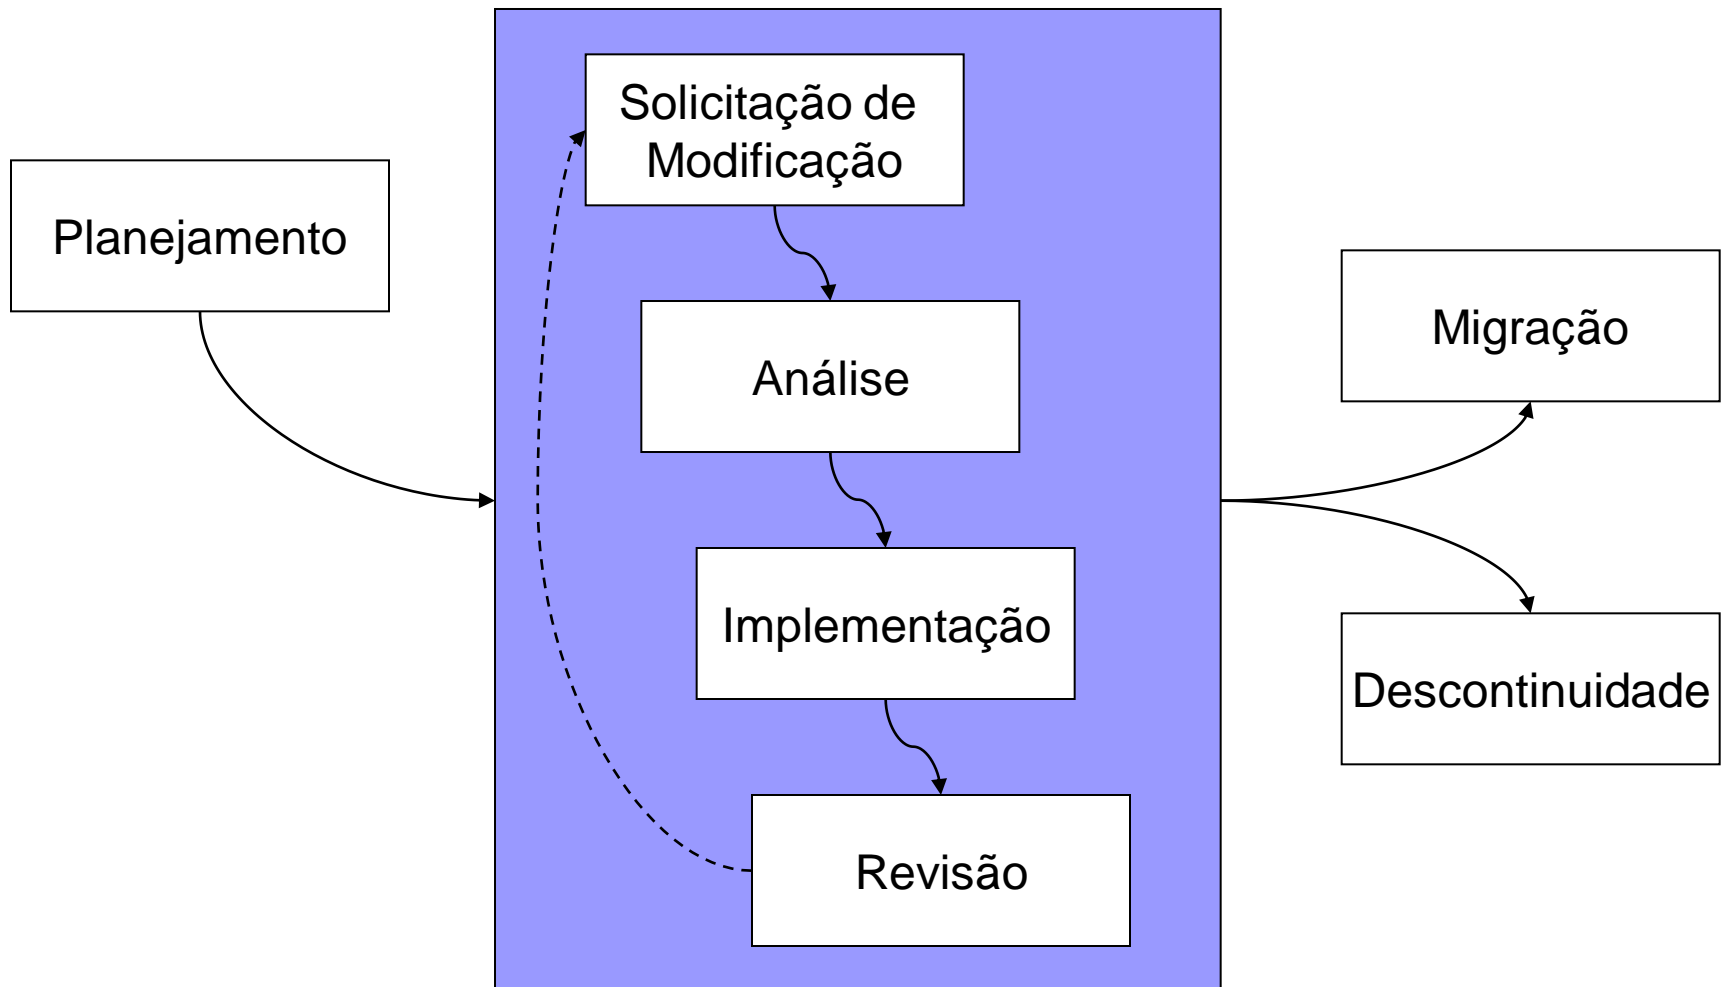 Planejamento
Solicitação de
Modificação
Análise
Implementação
Revisão
Migração
Descontinuidade